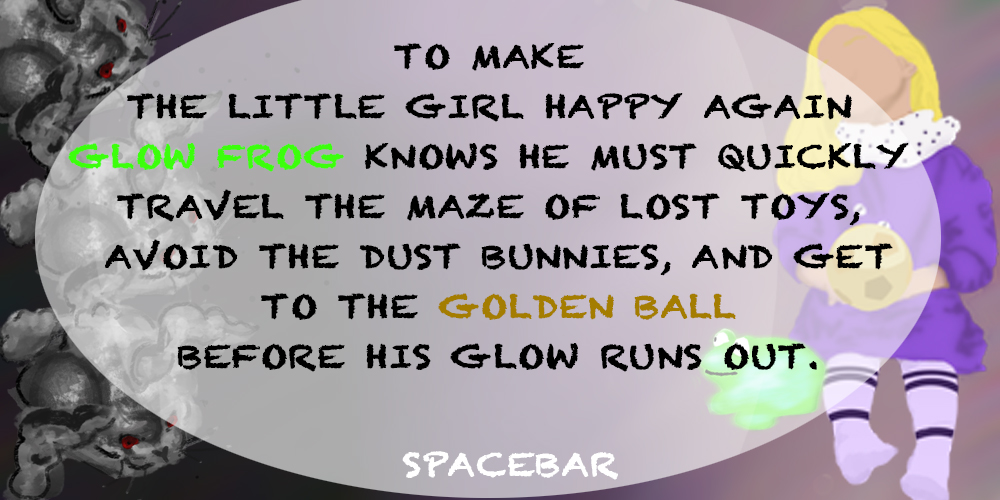 TO MAKE
THE LITTLE GIRL HAPPY AGAIN
GLOW FROG KNOWS HE MUST QUICKLY
TRAVEL THE MAZE OF LOST TOYS,
AVOID THE DUST BUNNIES, AND GET
TO THE GOLDEN BALL
BEFORE HIS GLOW RUNS OUT.
SPACEBAR